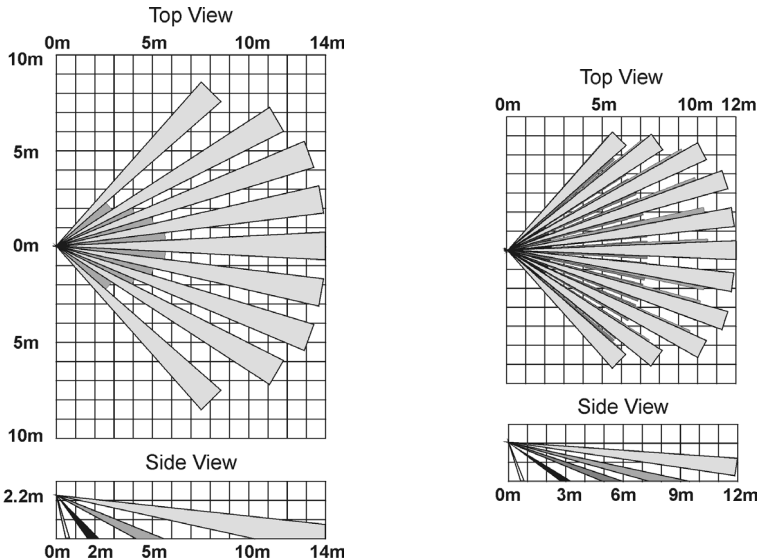 Top View
0m 5m 10m 14m
10m
5m
0m
5m
10m
Side View
2.2m
0m 2m 5m 14m
Top View
0m 5m 10m 12m
Side View
0m 3m 6m 9m 12m